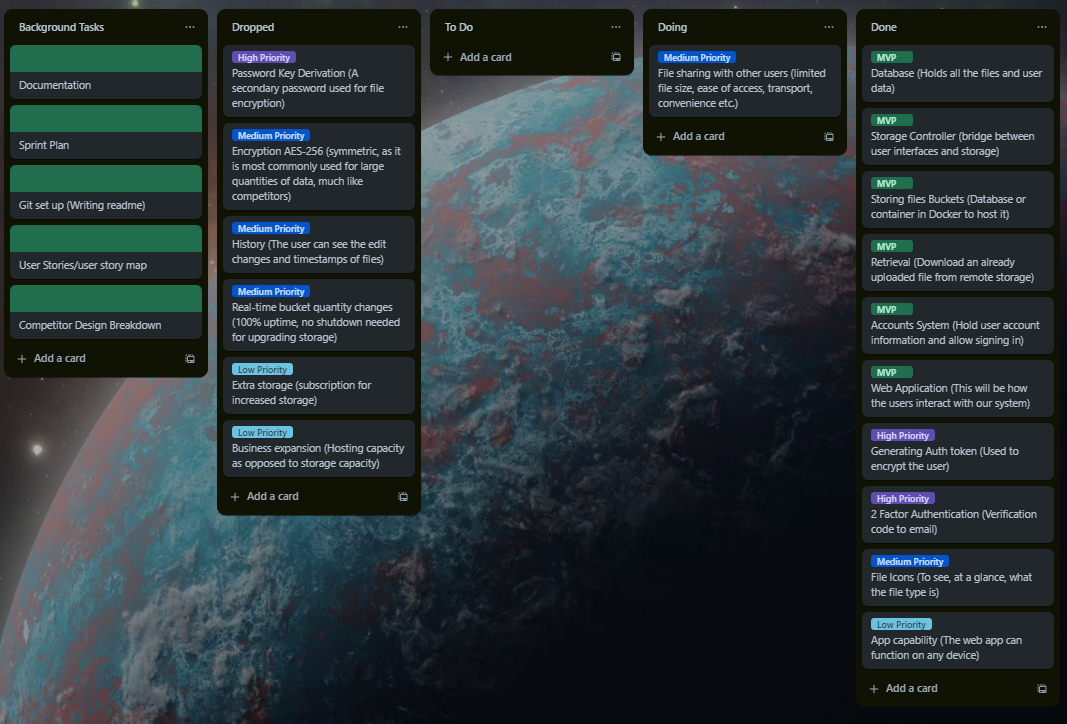 Background Tasks
Documentation
Sprint Plan
Git set up (Writing readme)
User Stories/user story map
Competitor Design Breakdown
+ Add a card
Dropped
High Priority
Password Key Derivation (A
secondary password used for file
encryption)
Medium Priority
Encryption AES-256 (symmetric, as it
is most commonly used for large
quantities of data, much like
competitors)
Medium Priority
History (The user can see the edit
changes and timestamps of files)
Medium Priority
Real-time bucket quantity changes
(100% uptime, no shutdown needed
for upgrading storage)
Low Priority
Extra storage (subscription for
increased storage)
Low Priority
Business expansion (Hosting capacity
as opposed to storage capacity)
+ Add a card
To Do
+ Add a card
Doing
Medium Priority
File sharing with other users (limited
file size, ease of access, transport,
convenience etc.)
+ Add a card
Done
MVP
Database (Holds all the files and user
data)
MVP
Storage Controller (bridge between
user interfaces and storage)
MVP
Storing files Buckets (Database or
container in Docker to host it)
MVP
Retrieval (Download an already
uploaded file from remote storage)
MVP
Accounts System (Hold user account
information and allow signing in)
MVP
Web Application (This will be how
the users interact with our system)
High Priority
Generating Auth token (Used to
encrypt the user)
High Priority
2 Factor Authentication (Verification
code to email)
Medium Priority
File Icons (To see, at a glance, what
the file type is)
Low Priority
App capability (The web app can
function on any device)
+ Add a card